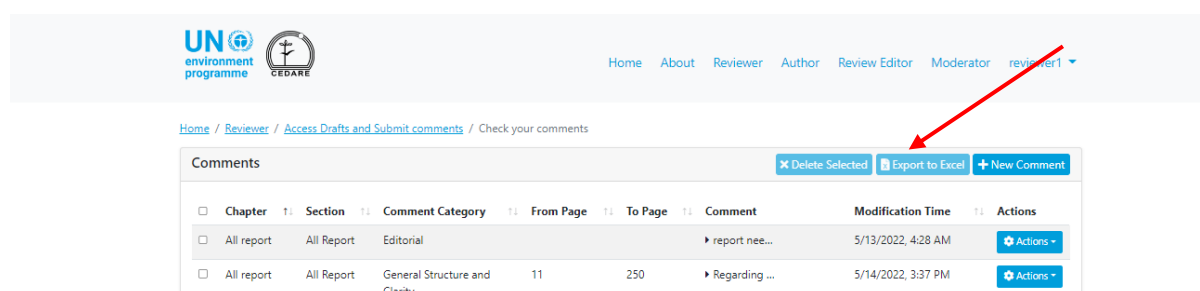 UN
environment
programme
CEDARE
Home About Reviewer Author Review Editor Moderator reviewer1
Home / Reviewer / Access Drafts and Submit comments / Check your comments
Comments
Delete Selected Export to Excel New Comment
Chapter Section Comment Category From Page To Page Comment Modification Time Actions
All report All Report Editorial report nee... 5/13/2022, 4:28 AM Actions
All report All Report General Structure and 11 250 Regarding ... 5/14/2022, 3:37 PM Actions
Clarity